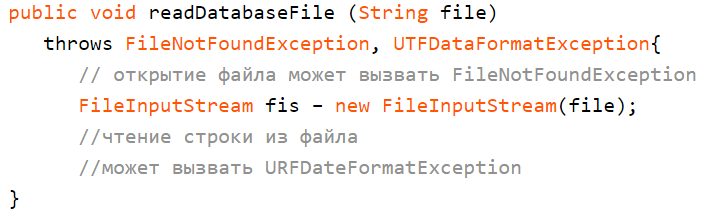 public void readDatabaseFile (String file)
throws FileNotFoundException, UTFDataFormatException{
// открытие файла может вызвать FileNotFoundException
FileInputStream fis – new FileInputStream(file);
//чтение строки из файла
//может вызвать URFDateFormatException
}